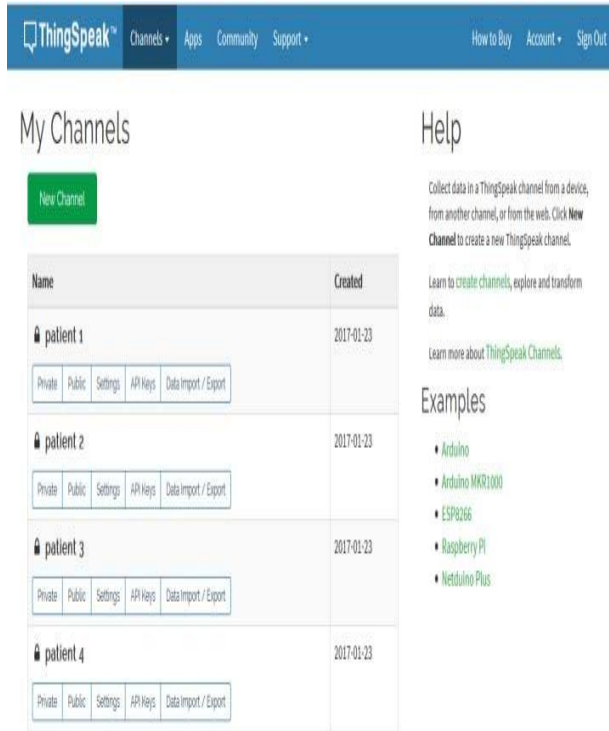 ThingSpeak™ Channels Apps Community Support How to Buy Account Sign Out
My Channels
New Channel
Name Created
patient 1 2017-01-23
Private Public Settings API Keys Data Import / Export
patient 2 2017-01-23
Private Public Settings API Keys Data Import / Export
patient 3 2017-01-23
Private Public Settings API Keys Data Import / Export
patient 4 2017-01-23
Private Public Settings API Keys Data Import / Export
Help
Collect data in a ThingSpeak channel from a device,
from another channel, or from the web. Click New
Channel to create a new ThingSpeak channel.
Learn to create channels, explore and transform
data.
Learn more about ThingSpeak Channels.
Examples
• Arduino
• Arduino MKR1000
• ESP8266
• Raspberry Pi
• Netduino Plus